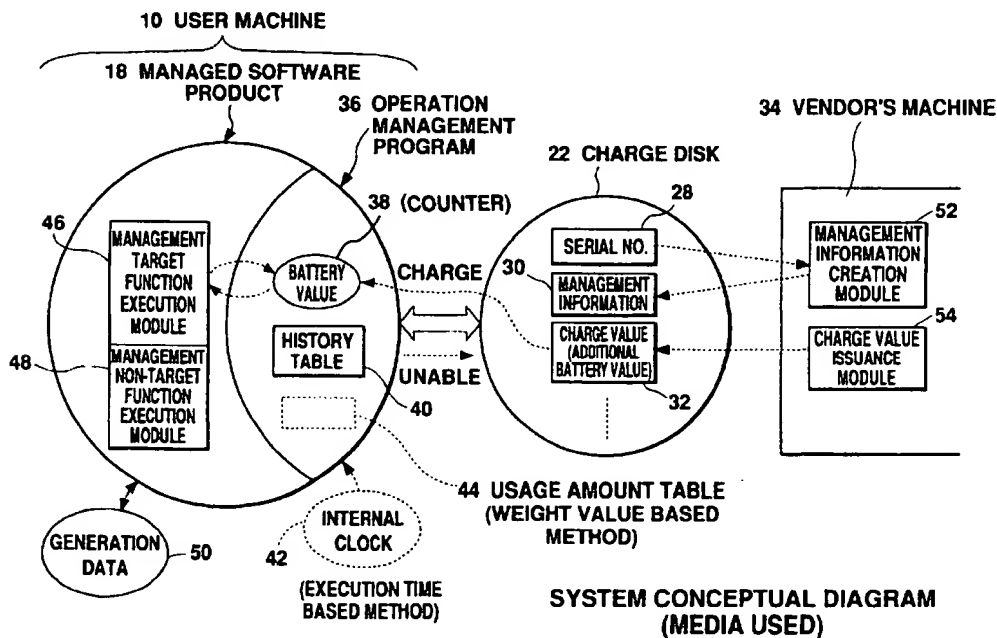 10 USER MACHINE
18 MANAGED SOFTWARE
PRODUCT
36 OPERATION
MANAGEMENT
PROGRAM
34 VENDOR'S MACHINE
22 CHARGE DISK
38 (COUNTER)
46
MANAGEMENT
TARGET
FUNCTION
EXECUTION
MODULE
48
MANAGEMENT
NON-TARGET
FUNCTION
EXECUTION
MODULE
BATTERY
VALUE
HISTORY
TABLE
40
CHARGE
UNABLE
28
SERIAL NO.
30
MANAGEMENT
INFORMATION
CHARGE VALUE
(ADDITIONAL
BATTERY VALUE)
32
52
MANAGEMENT
INFORMATION
CREATION
MODULE
54
CHARGE VALUE
ISSUANCE
MODULE
44 USAGE AMOUNT TABLE
(WEIGHT VALUE BASED
METHOD)
GENERATION
DATA
50
42
INTERNAL
CLOCK
(EXECUTION TIME
BASED METHOD)
SYSTEM CONCEPTUAL DIAGRAM
(MEDIA USED)